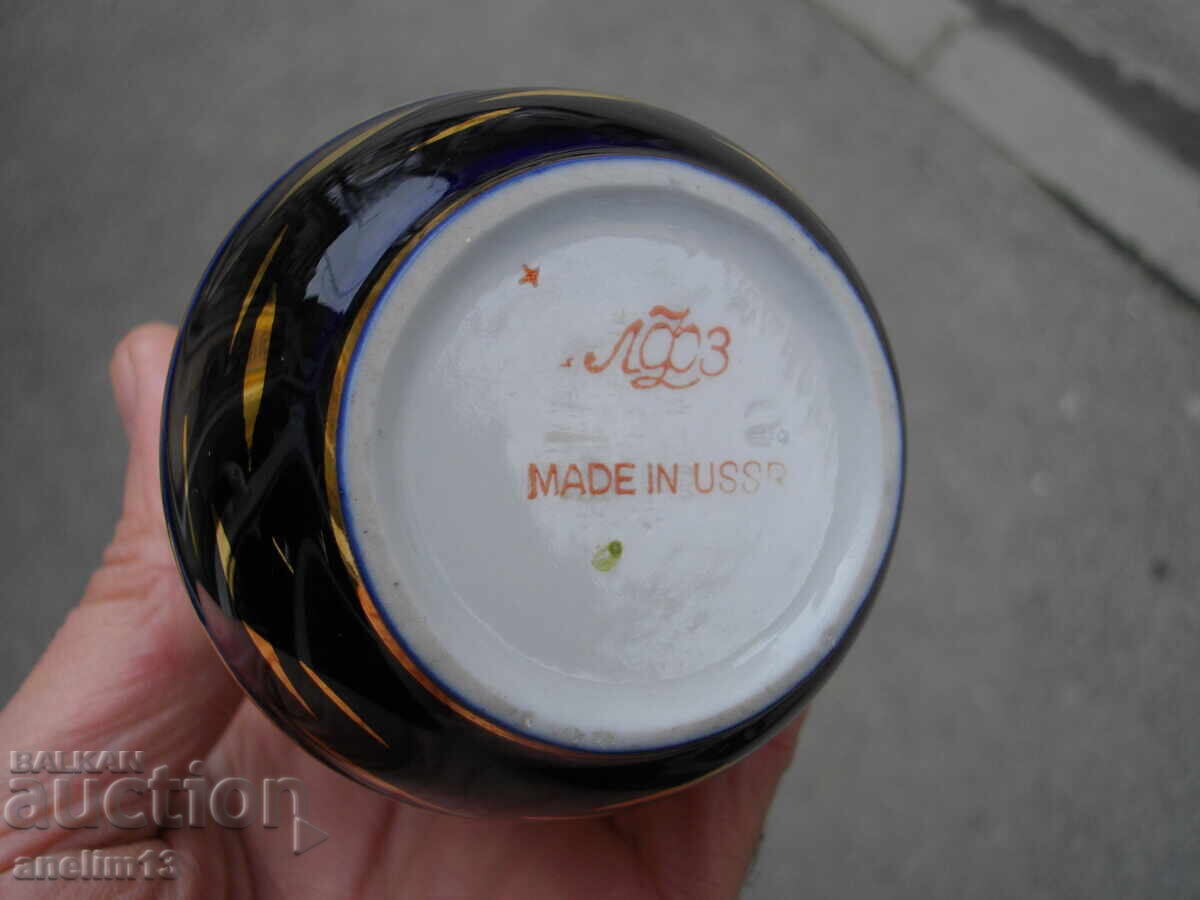 ЛФЗ
MADE IN USSR
BALKAN
auction
anelim13